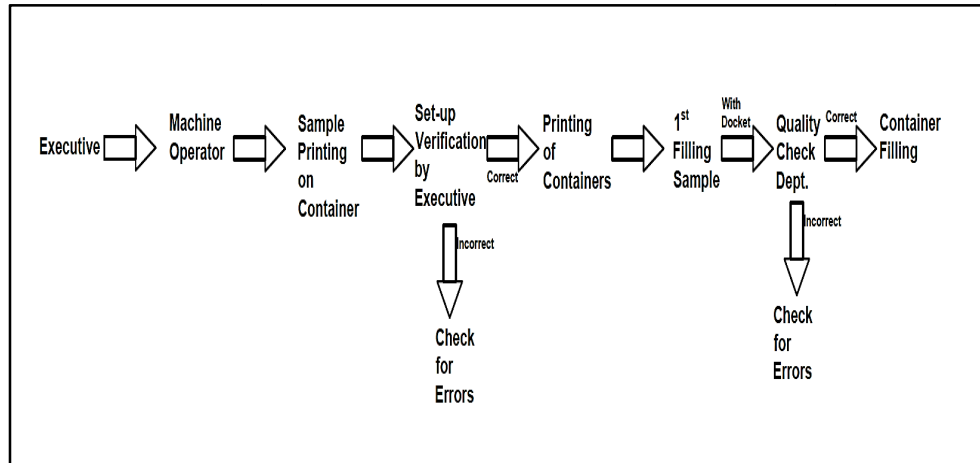 Executive
Machine
Operator
Sample
Printing
on
Container
Set-up
Verification
by
Executive
Correct
Incorrect
Check
for
Errors
Printing
of
Containers
1st
Filling
Sample
With
Docket
Quality
Check
Dept.
Correct
Incorrect
Check
for
Errors
Container
Filling